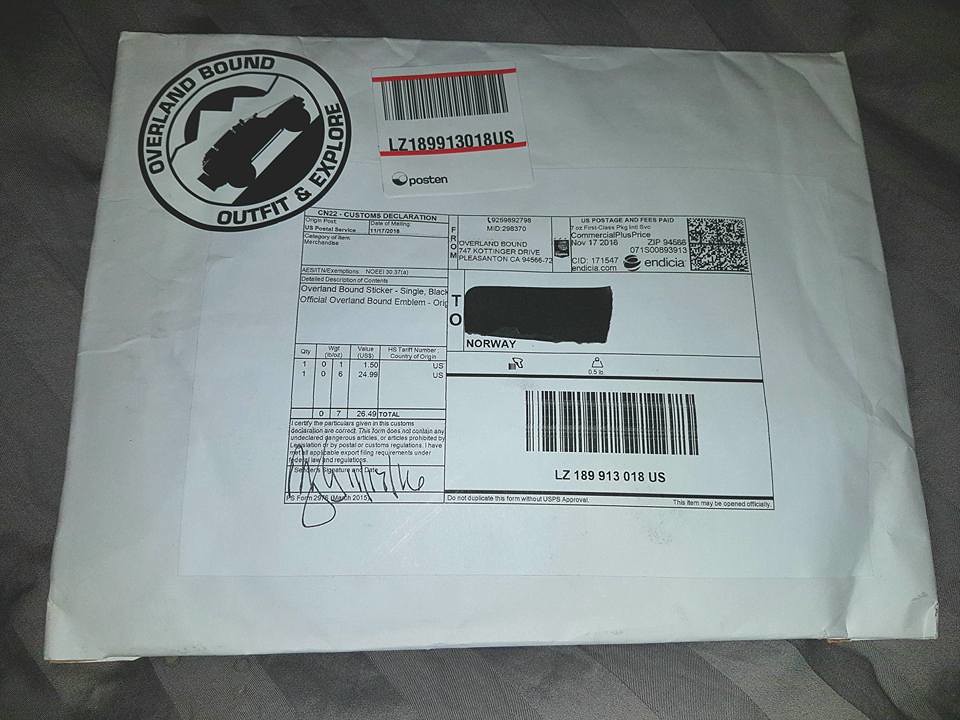 OVERLAND BOUND
OUTFIT & EXPLORE
LZ189913018US
posten
CN22 - CUSTOMS DECLARATION
Origin Post
US Postal Service
Date of Mailing
11/17/2016
Category of Item
Merchandise
AES/ITN/Exemptions NOEEI 30.37(a)
Detailed Description of Contents
Overland Bound Sticker - Single, Black
Official Overland Bound Emblem - Orig
Qty
Wgt
(lb/oz)
Value
(US$)
HS Tariff Number
Country of Origin
1 0 1 1.50 US
1 0 6 24.99 US
0 7 26.49 TOTAL
I certify the particulars given in this customs
declaration are correct. This form does not contain any
undeclared dangerous articles, or articles prohibited by
Legislation or by postal or customs regulations. I have
met all applicable export filing requirements under
federal law and regulations.
Sender's Signature and Date
PS Form 2976 (March 2015)
FROM
9259892798
MID:298370
OVERLAND BOUND
747 KOTTINGER DRIVE
PLEASANTON CA 94566-72
US POSTAGE AND FEES PAID
7 oz First-Class Pkg Intl Svc
CommercialPlusPrice
Nov 17 2016 ZIP 94566
071S00893913
CID: 171547
endicia.com
endicia
TO
NORWAY
0.5 lb
LZ 189 913 018 US
Do not duplicate this form without USPS Approval.
This item may be opened officially.